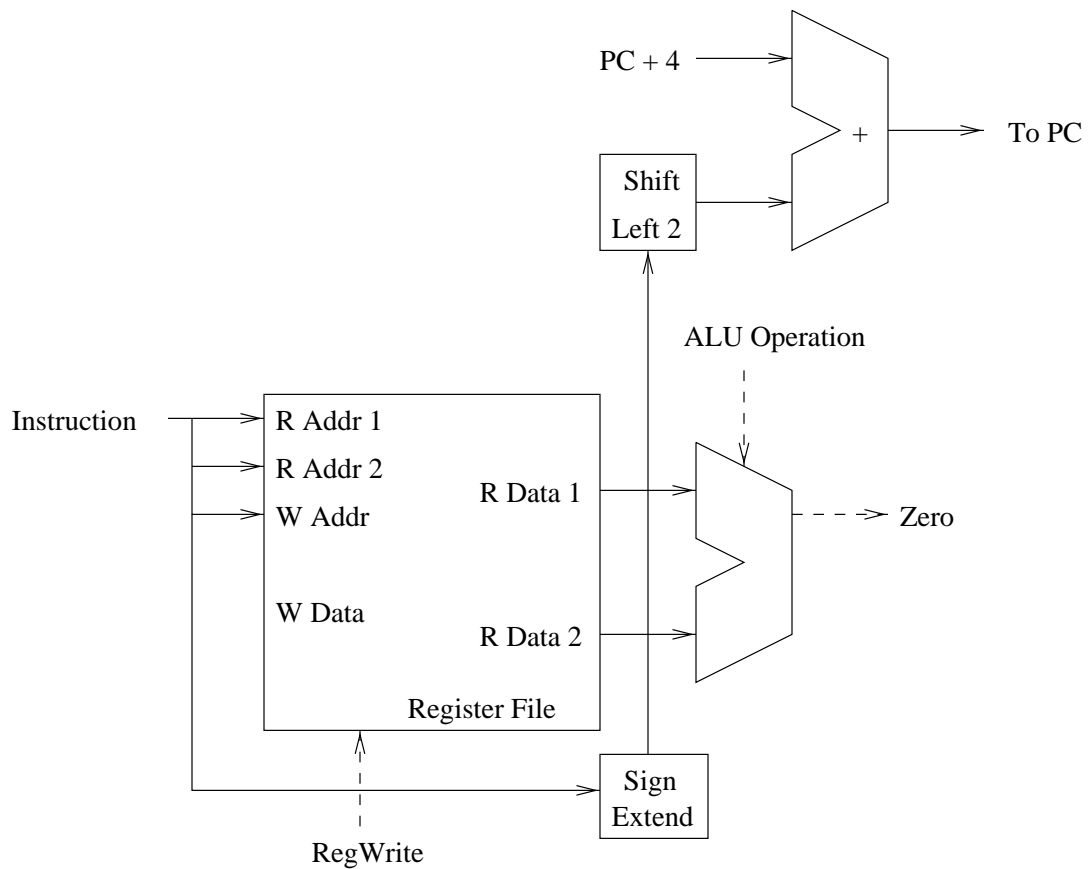 PC + 4
+
To PC
Shift
Left 2
ALU Operation
Instruction
R Addr 1
R Addr 2
W Addr
R Data 1
Zero
W Data
R Data 2
Register File
Sign
Extend
RegWrite